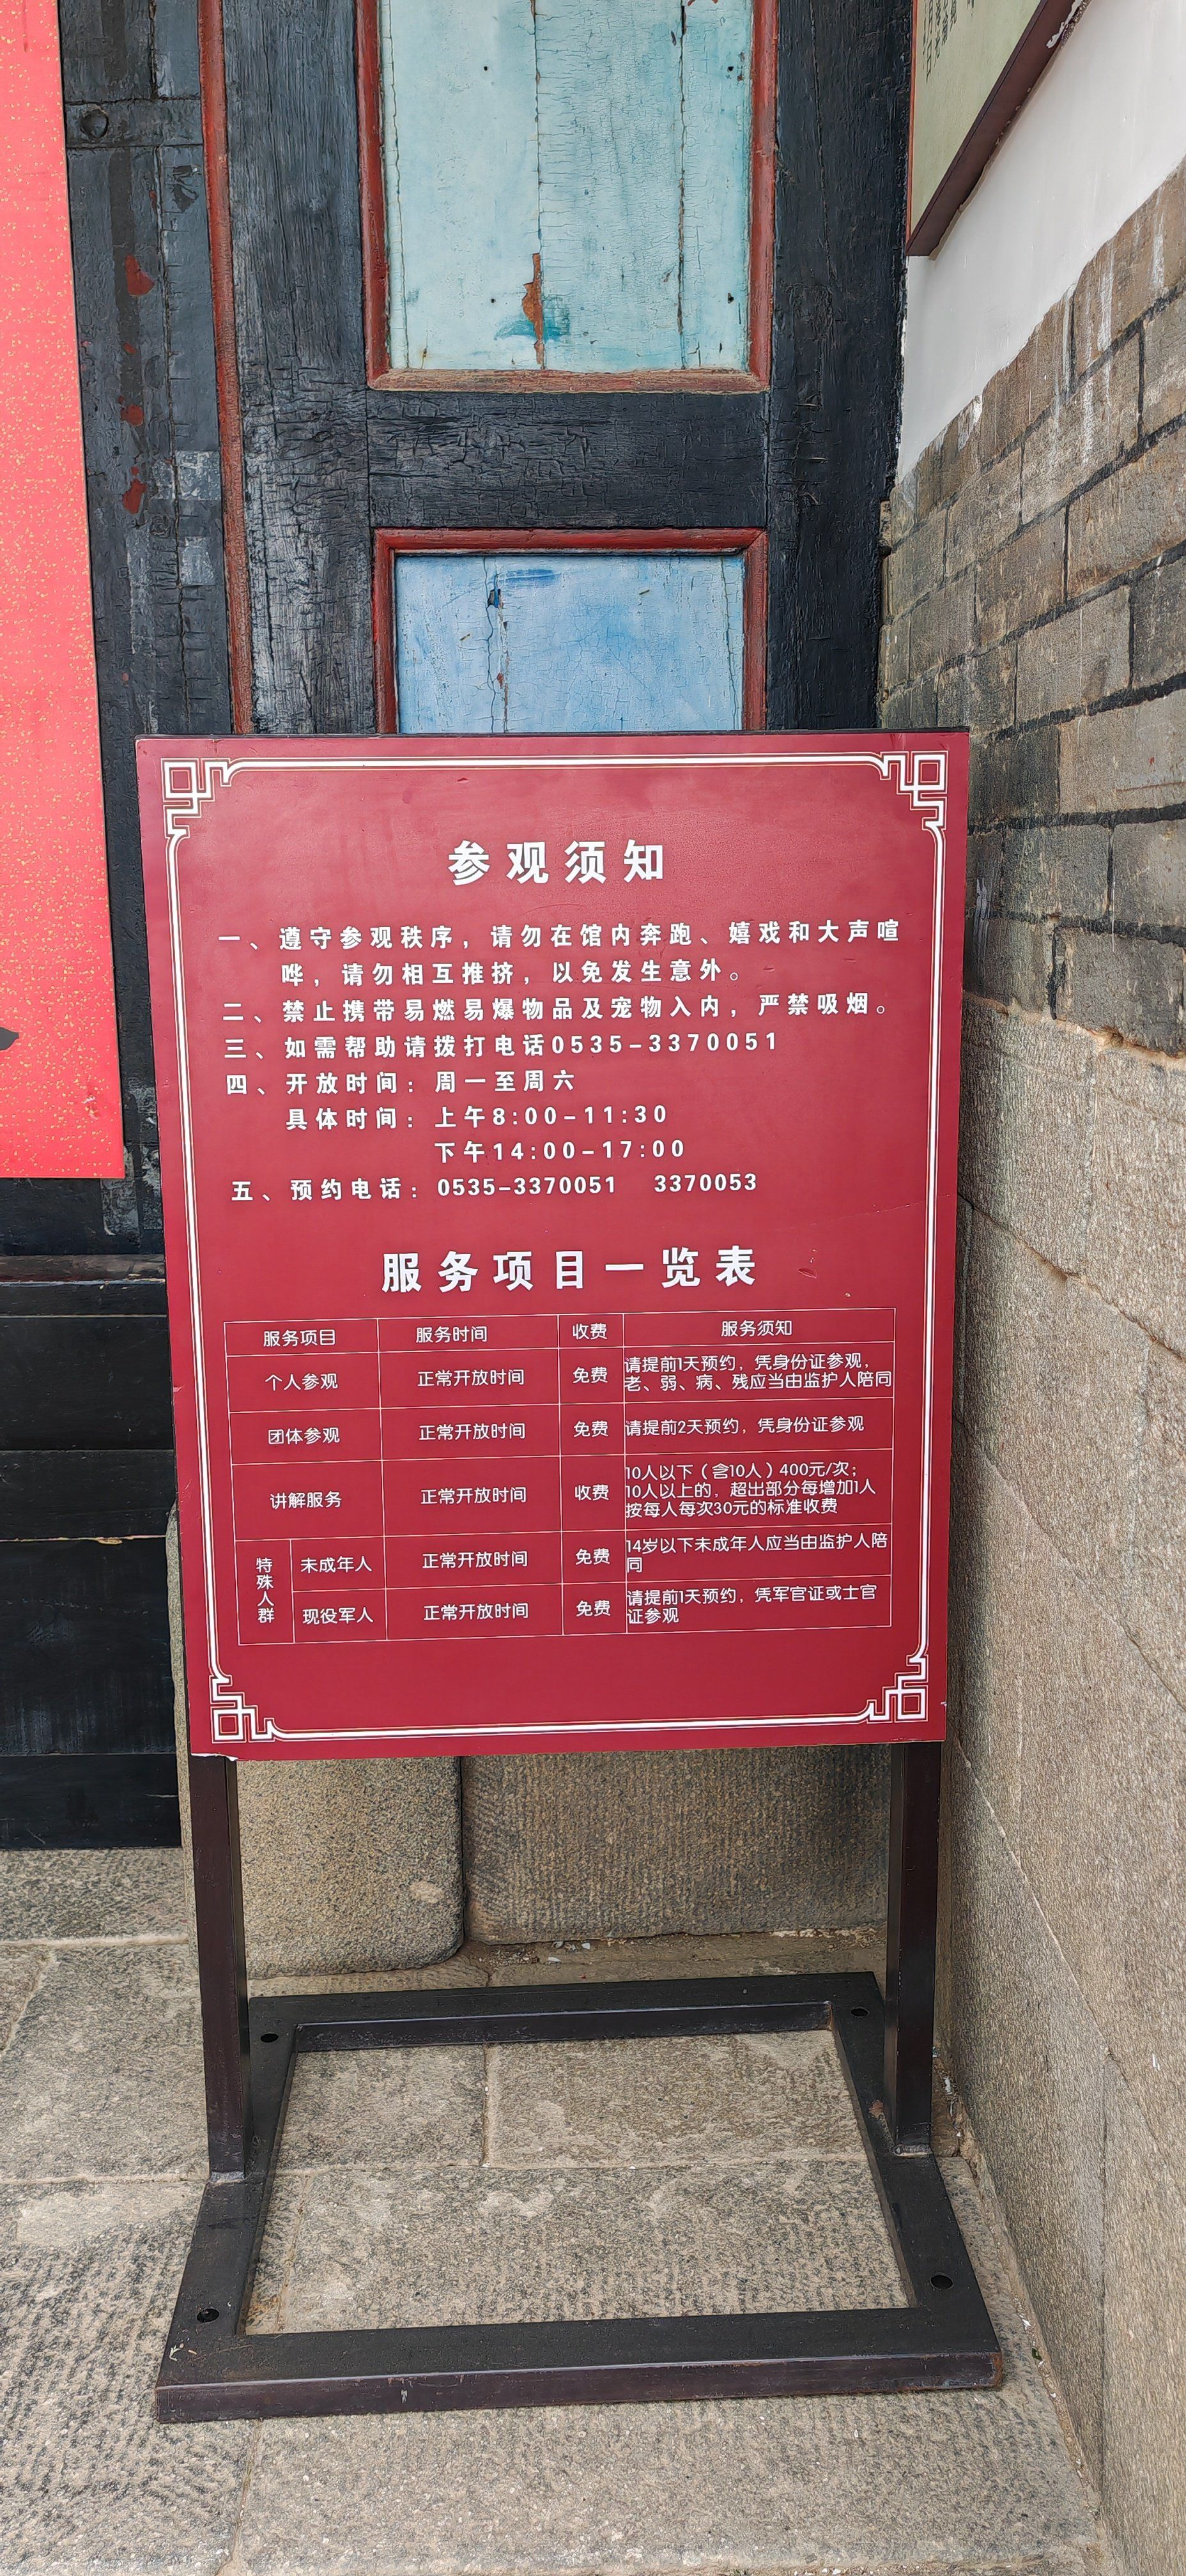 参观须知
一、遵守参观秩序，请勿在馆内奔跑、嬉戏和大声喧
哗，请勿相互推挤，以免发生意外。
二、禁止携带易燃易爆物品及宠物入内，严禁吸烟。
三、如需帮助请拨打电话0535-3370051
四、开放时间：周一至周六
具体时间：上午8:00-11:30
下午14:00-17:00
五、预约电话：0535-3370051 3370053
服务项目一览表
服务项目 服务时间 收费 服务须知
个人参观 正常开放时间 免费 请提前1天预约，凭身份证参观，
老、弱、病、残应当由监护人陪同
团体参观 正常开放时间 免费 请提前2天预约，凭身份证参观
讲解服务 正常开放时间 收费 10人以下（含10人）400元/次；
10人以上的，超出部分每增加1人
按每人每次30元的标准收费
特殊人群 未成年人 正常开放时间 免费 14岁以下未成年人应当由监护人陪
同
现役军人 正常开放时间 免费 请提前1天预约，凭军官证或士官
证参观